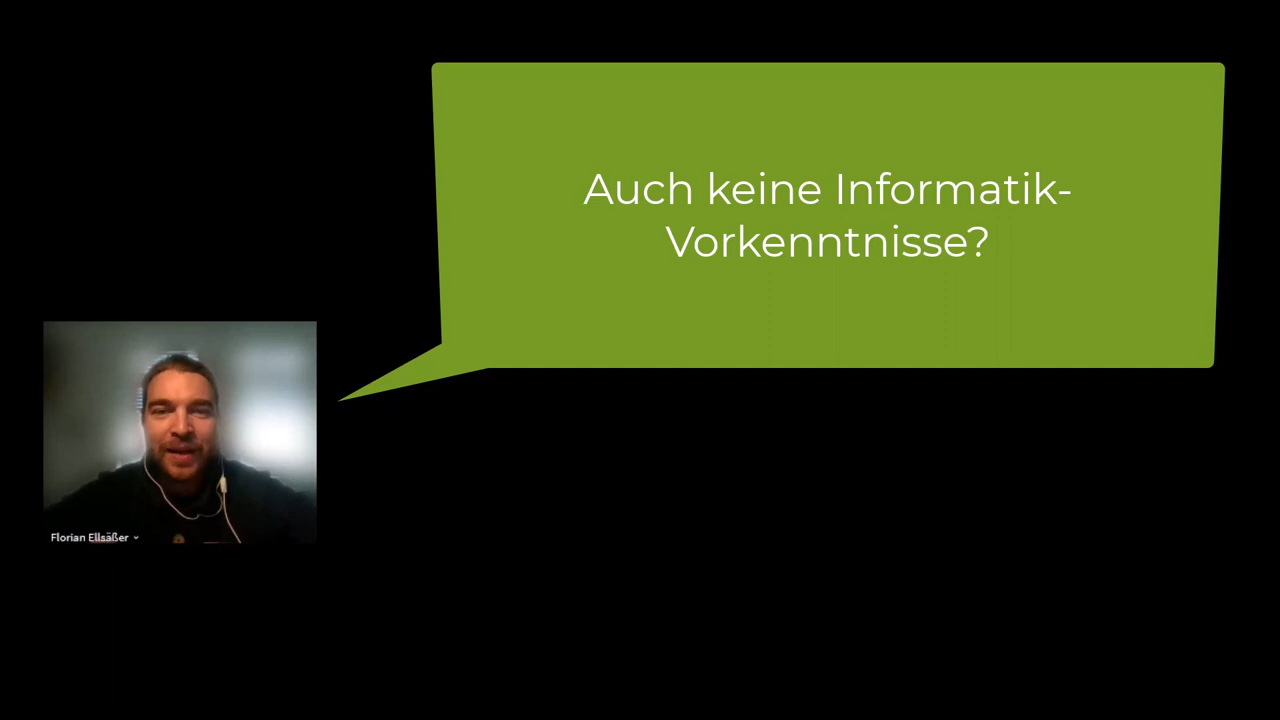 Auch keine Informatik-
Vorkenntnisse?
Florian Ellsäßer